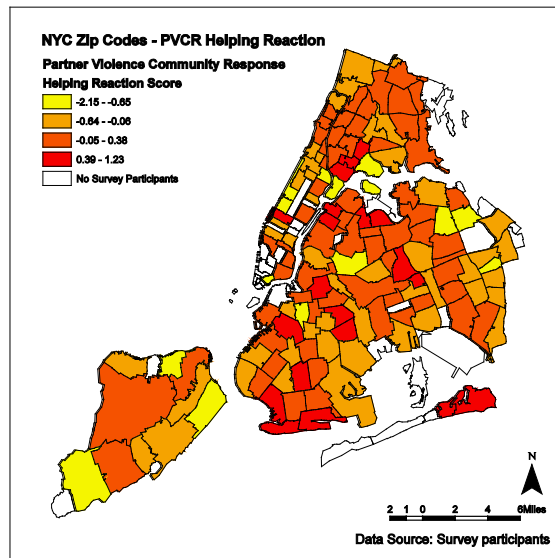 NYC Zip Codes - PVCR Helping Reaction
Partner Violence Community Response
Helping Reaction Score
-2.15 - -0.65
-0.64 - -0.06
-0.05 - 0.38
0.39 - 1.23
No Survey Participants
N
2 1 0 2 4 6Miles
Data Source: Survey participants